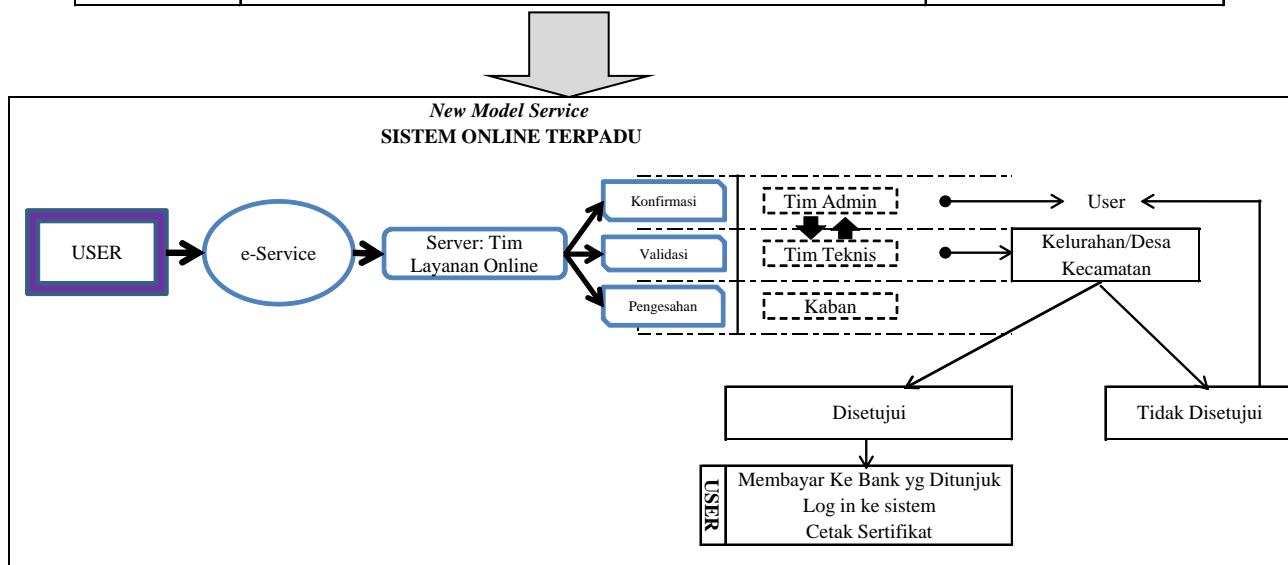 New Model Service
SISTEM ONLINE TERPADU
USER
e-Service
Server: Tim
Layanan Online
Konfirmasi
Validasi
Pengesahan
Tim Admin
Tim Teknis
Kaban
User
Kelurahan/Desa
Kecamatan
Disetujui
Tidak Disetujui
USER
Membayar Ke Bank yg Ditunjuk
Log in ke sistem
Cetak Sertifikat